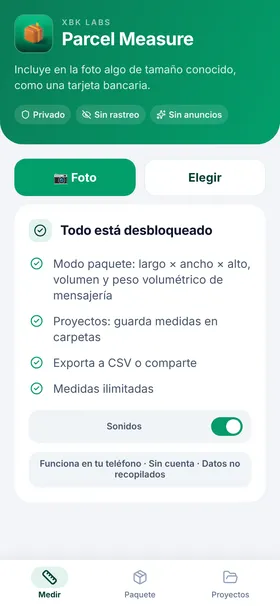 XBK LABS
Parcel Measure
Incluye en la foto algo de tamaño conocido,
como una tarjeta bancaria.
Privado
Sin rastreo
Sin anuncios
📷 Foto
Elegir
Todo está desbloqueado
Modo paquete: largo × ancho × alto,
volumen y peso volumétrico de
mensajería
Proyectos: guarda medidas en
carpetas
Exporta a CSV o comparte
Medidas ilimitadas
Sonidos
Funciona en tu teléfono · Sin cuenta · Datos no
recopilados
Medir
Paquete
Proyectos